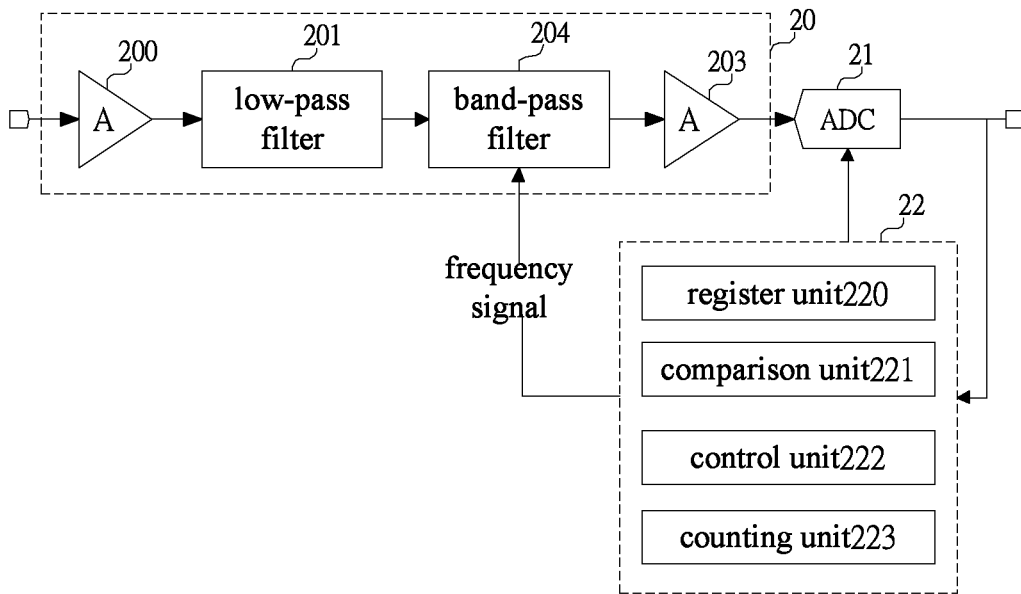 20
200
201
204
203
21
A
low-pass
filter
band-pass
filter
A
ADC
22
frequency
signal
register unit220
comparison unit221
control unit222
counting unit223